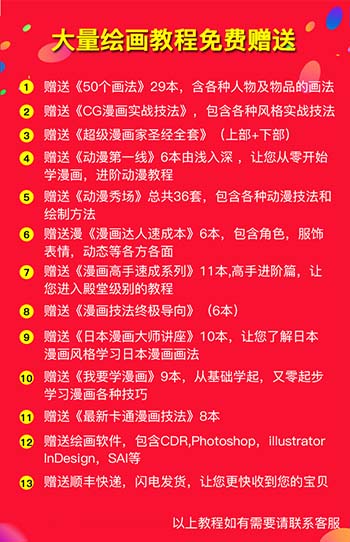 大量绘画教程免费赠送
1 赠送《50个画法》29本，含各种人物及物品的画法
2 赠送《CG漫画实战技法》，包含各种风格实战技法
3 赠送《超级漫画家圣经全套》（上部+下部）
4 赠送《动漫第一线》6本由浅入深，让您从零开始
学漫画，进阶动漫教程
5 赠送《动漫秀场》总共36套，包含各种动漫技法和
绘制方法
6 赠送漫《漫画达人速成本》6本，包含角色，服饰
表情，动态等各方各面
7 赠送《漫画高手速成系列》11本,高手进阶篇，让
您进入殿堂级别的教程
8 赠送《漫画技法终极导向》（6本）
9 赠送《日本漫画大师讲座》10本，让您了解日本
漫画风格学习日本漫画画法
10 赠送《我要学漫画》9本，从基础学起，又零起步
学习漫画各种技巧
11 赠送《最新卡通漫画技法》8本
12 赠送绘画软件，包含CDR,Photoshop，illustrator
InDesign，SAI等
13 赠送顺丰快递，闪电发货，让您更快收到您的宝贝
以上教程如有需要请联系客服